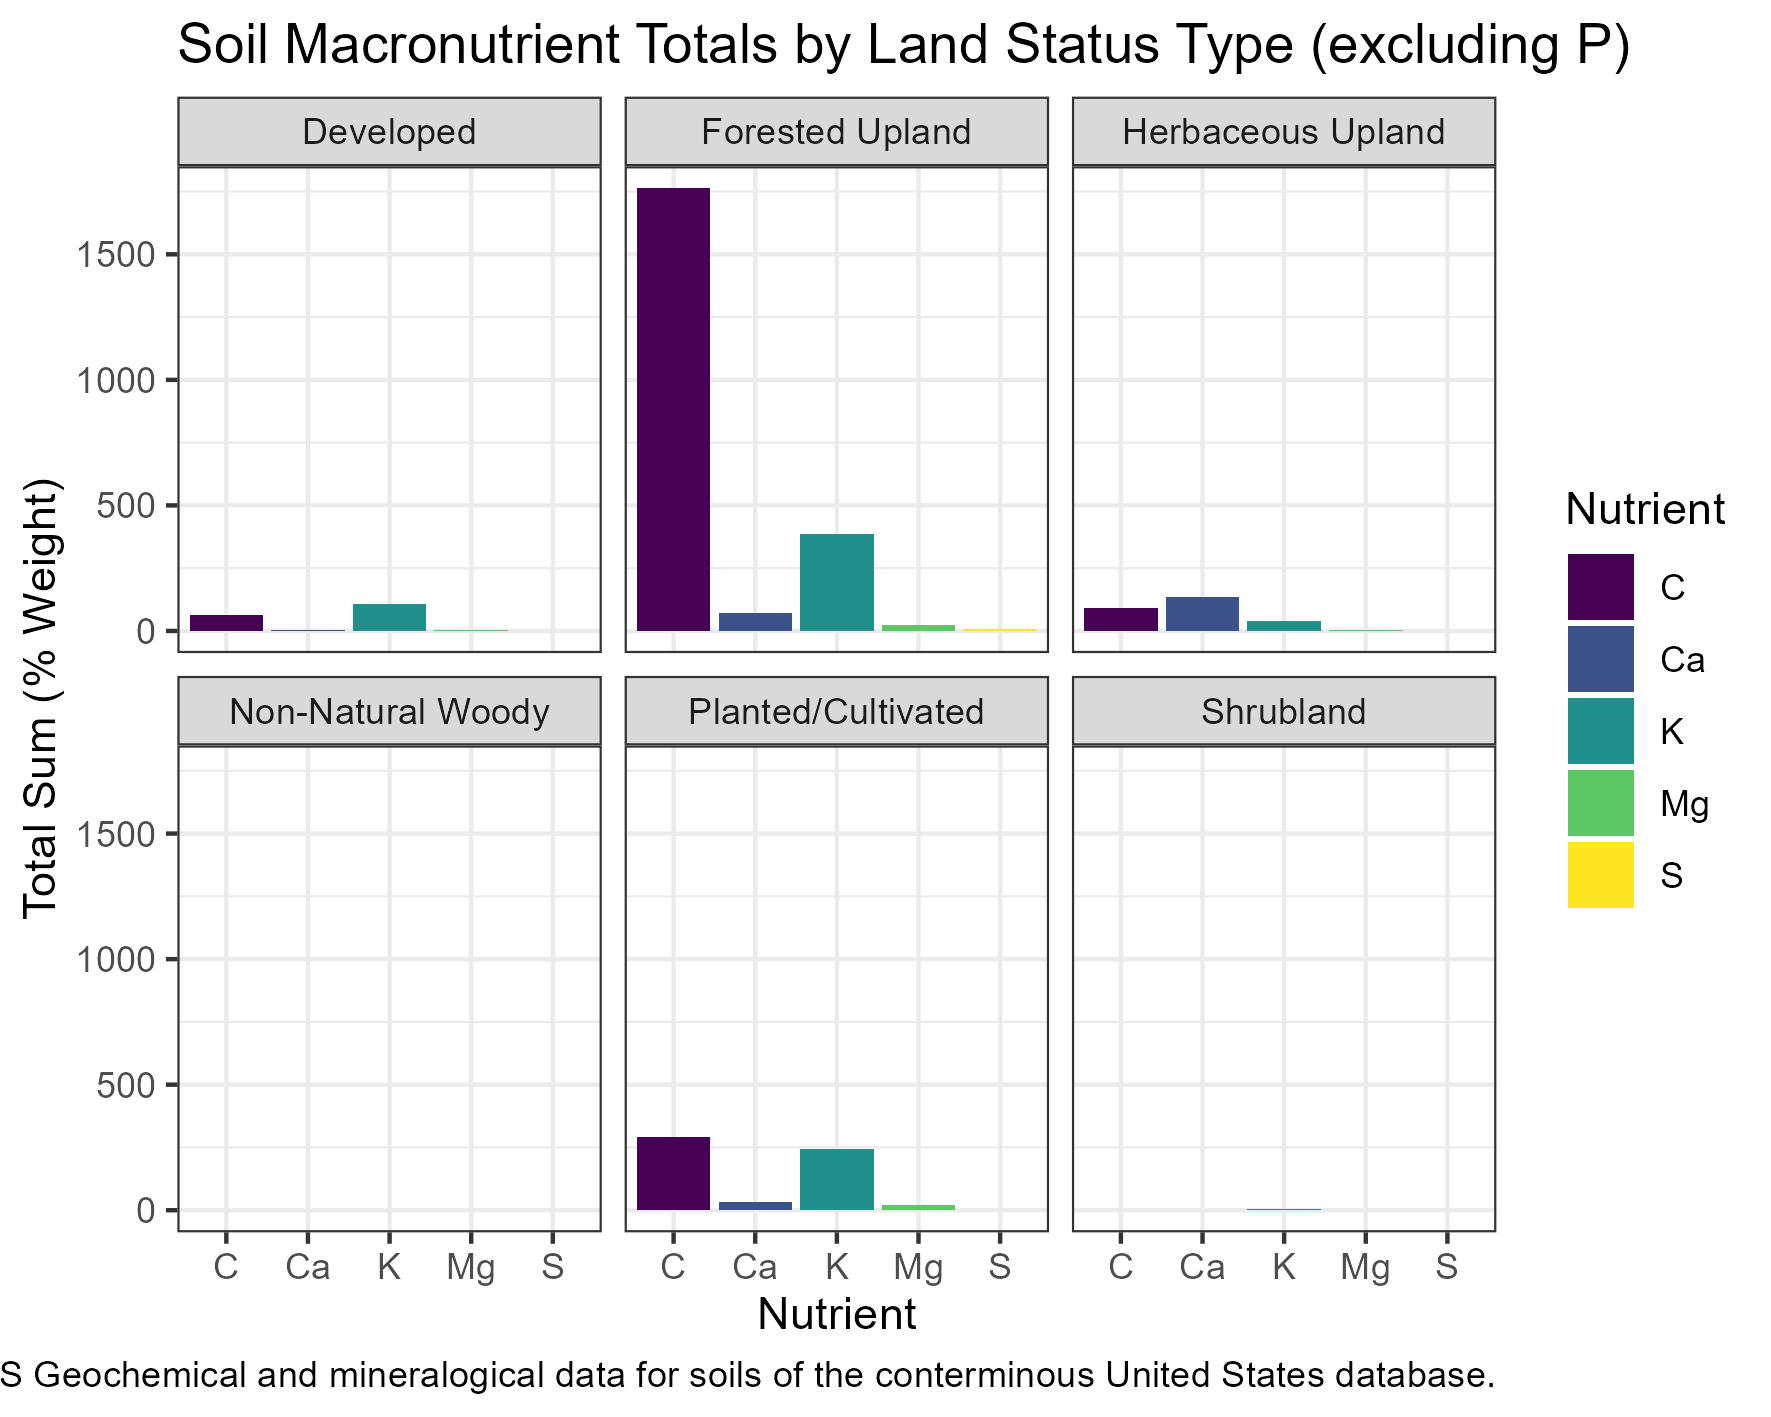 Soil Macronutrient Totals by Land Status Type (excluding P)
Developed
Forested Upland
Herbaceous Upland
1500
1000
500
0
Non-Natural Woody
Planted/Cultivated
Shrubland
1500
1000
500
0
Total Sum (% Weight)
C Ca K Mg S
C Ca K Mg S
C Ca K Mg S
Nutrient
Nutrient
C
Ca
K
Mg
S
S Geochemical and mineralogical data for soils of the conterminous United States database.